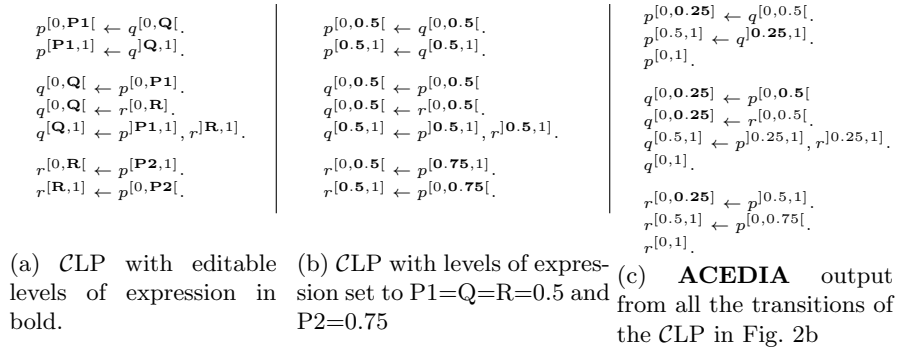 p^{[0,P1[} ← q^{[0,Q[}.
p^{[P1,1]} ← q^{]Q,1]}.
q^{[0,Q[} ← p^{[0,P1]}.
q^{[0,Q[} ← r^{[0,R]}.
q^{[Q,1]} ← p^{]P1,1]}, r^{]R,1]}.
r^{[0,R[} ← p^{[P2,1]}.
r^{[R,1]} ← p^{[0,P2[}.
(a) CLP with editable
levels of expression in
bold.
p^{[0,0.5[} ← q^{[0,0.5[}.
p^{[0.5,1]} ← q^{[0.5,1]}.
q^{[0,0.5[} ← p^{[0,0.5[}
q^{[0,0.5[} ← r^{[0,0.5[}.
q^{[0.5,1]} ← p^{]0.5,1]}, r^{]0.5,1]}.
r^{[0,0.5[} ← p^{[0.75,1]}.
r^{[0.5,1]} ← p^{[0,0.75[}.
(b) CLP with levels of expres-
sion set to P1=Q=R=0.5 and
P2=0.75
p^{[0,0.25]} ← q^{[0,0.5[}.
p^{[0.5,1]} ← q^{]0.25,1]}.
p^{[0,1]}.
q^{[0,0.25]} ← p^{[0,0.5[}
q^{[0,0.25]} ← r^{[0,0.5[}.
q^{[0.5,1]} ← p^{]0.25,1]}, r^{]0.25,1]}.
q^{[0,1]}.
r^{[0,0.25]} ← p^{]0.5,1]}.
r^{[0.5,1]} ← p^{[0,0.75[}.
r^{[0,1]}.
(c) ACEDIA output
from all the transitions of
the CLP in Fig. 2b